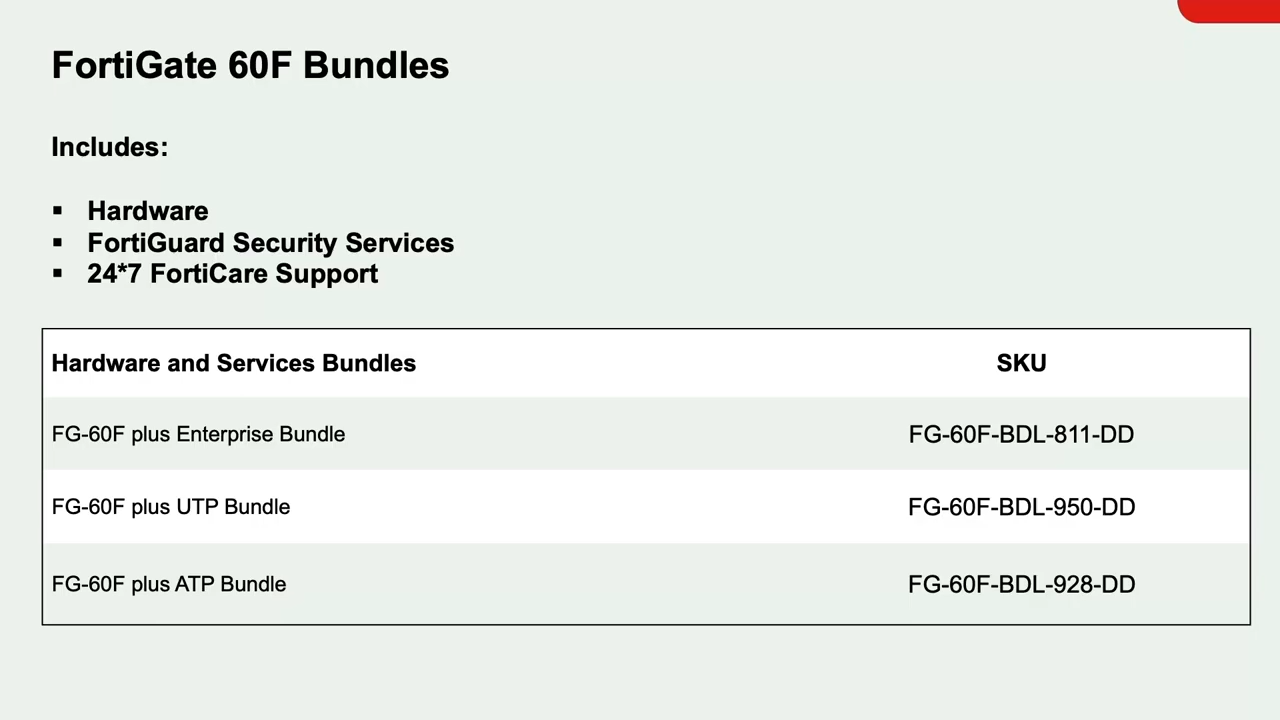 FortiGate 60F Bundles
Includes:
▪ Hardware
▪ FortiGuard Security Services
▪ 24*7 FortiCare Support
Hardware and Services Bundles SKU
FG-60F plus Enterprise Bundle FG-60F-BDL-811-DD
FG-60F plus UTP Bundle FG-60F-BDL-950-DD
FG-60F plus ATP Bundle FG-60F-BDL-928-DD